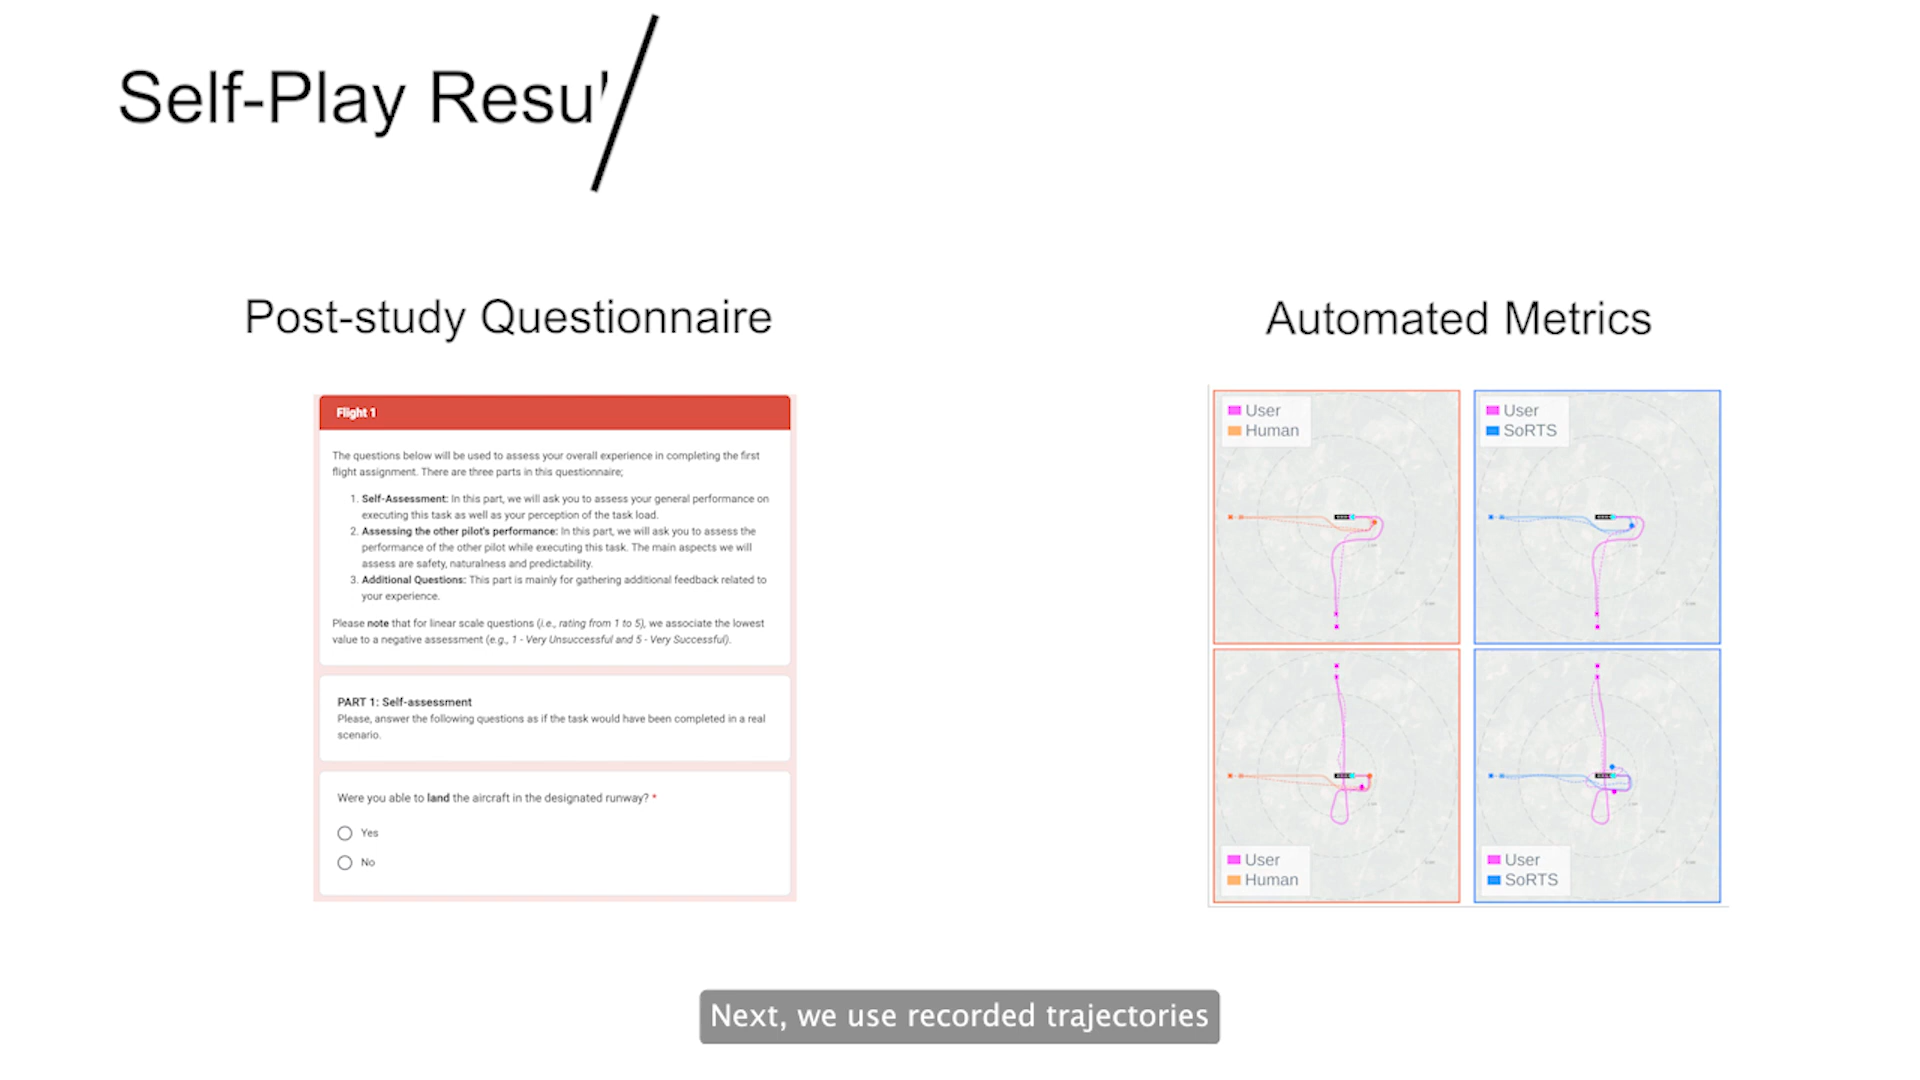 Self-Play Resu
Post-study Questionnaire
Automated Metrics
Flight 1
The questions below will be used to assess your overall experience in completing the first
flight assignment. There are three parts in this questionnaire;
1. Self-Assessment: In this part, we will ask you to assess your general performance on
executing this task as well as your perception of the task load.
2. Assessing the other pilot's performance: In this part, we will ask you to assess the
performance of the other pilot while executing this task. The main aspects we will
assess are safety, naturalness and predictability.
3. Additional Questions: This part is mainly for gathering additional feedback related to
your experience.
Please note that for linear scale questions (i.e., rating from 1 to 5), we associate the lowest
value to a negative assessment (e.g., 1 - Very Unsuccessful and 5 - Very Successful).
PART 1: Self-assessment
Please, answer the following questions as if the task would have been completed in a real
scenario.
Were you able to land the aircraft in the designated runway? *
Yes
No
User
Human
User
SoRTS
User
Human
User
SoRTS
Next, we use recorded trajectories